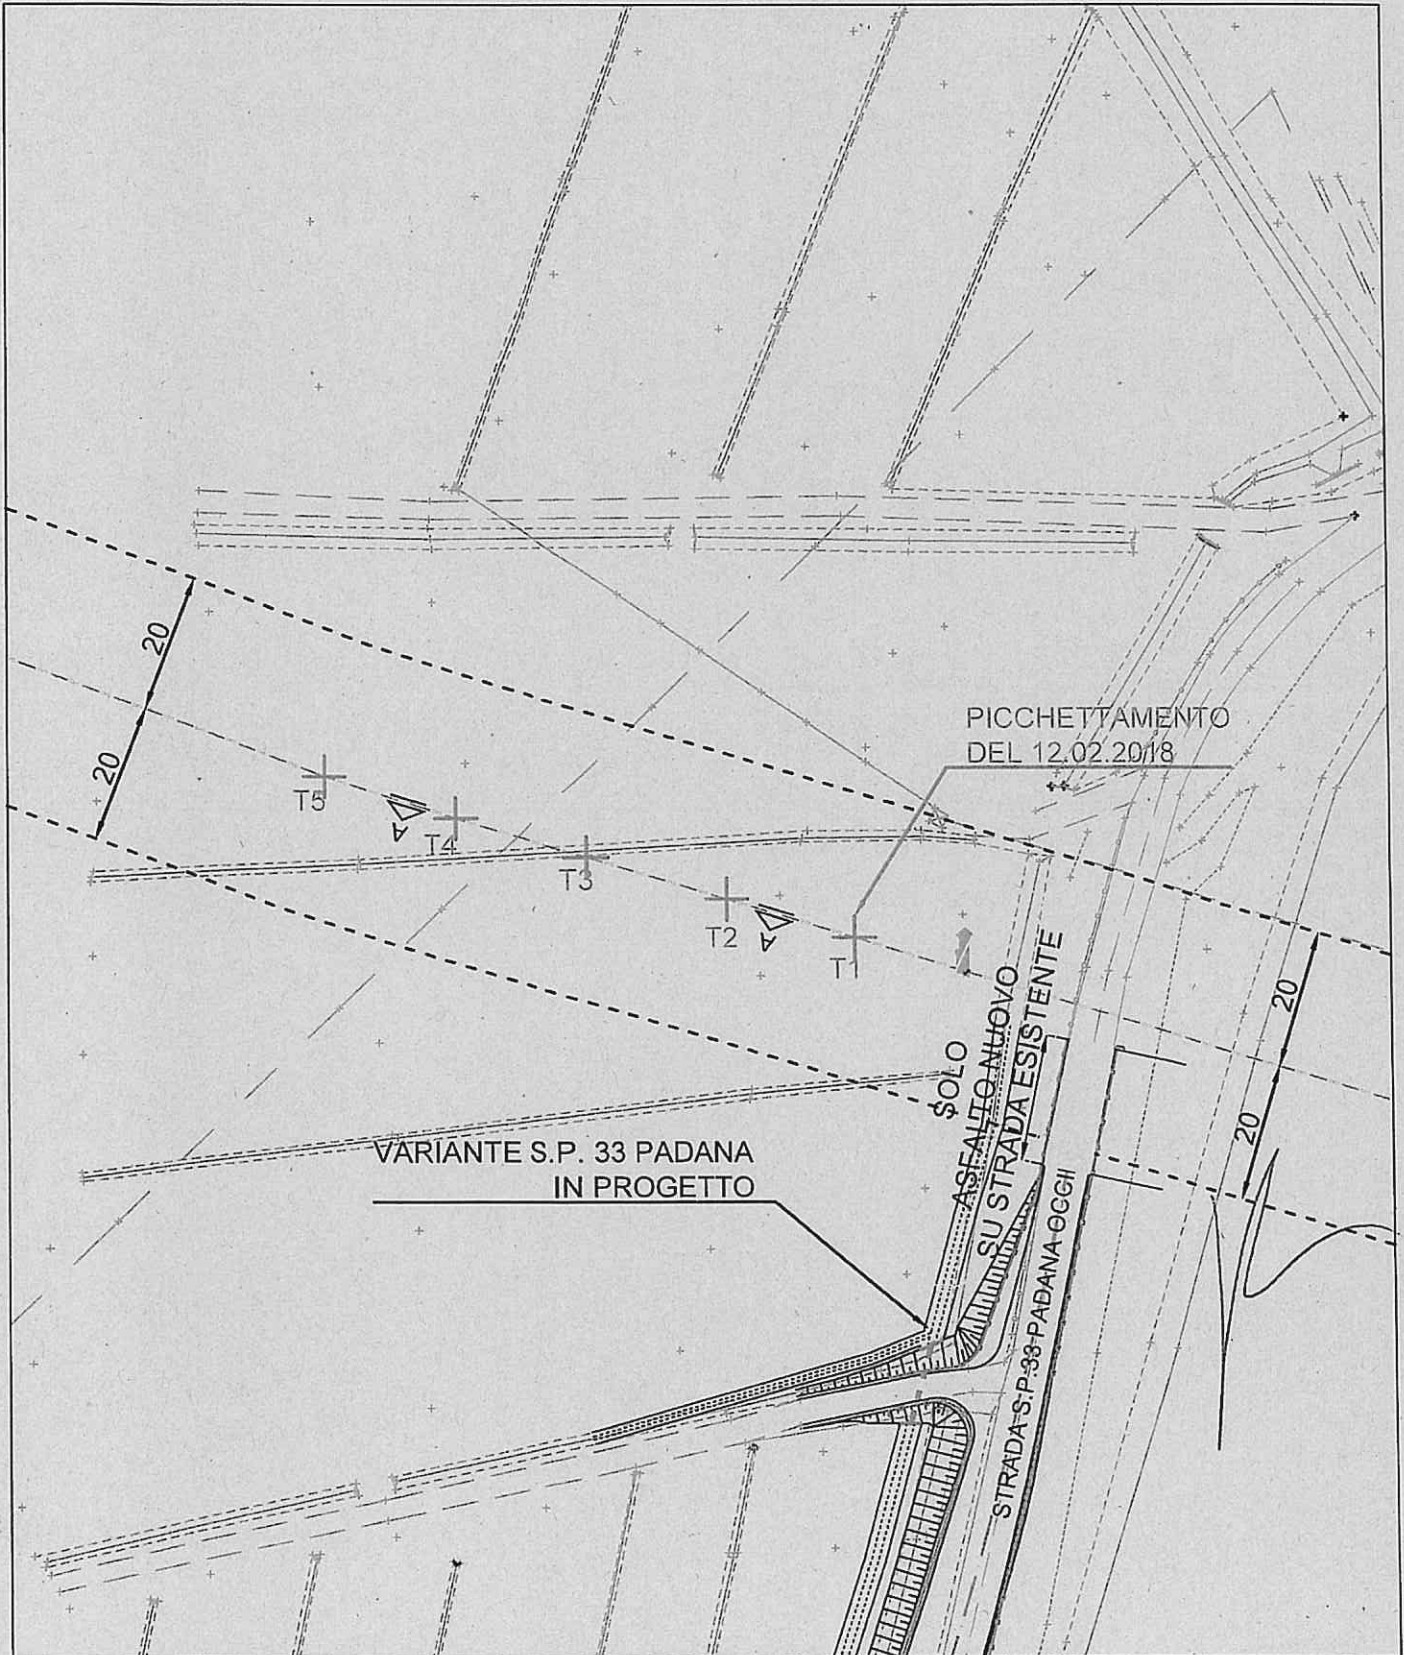 20
20
T5
A
T4
T3
T2
A
T1
PICCHETTAMENTO
DEL 12.02.2018
SOLO
ASFALTO NUOVO
SU STRADA ESISTENTE
20
20
VARIANTE S.P. 33 PADANA
IN PROGETTO
STRADA S.P.33 PADANA OGGI